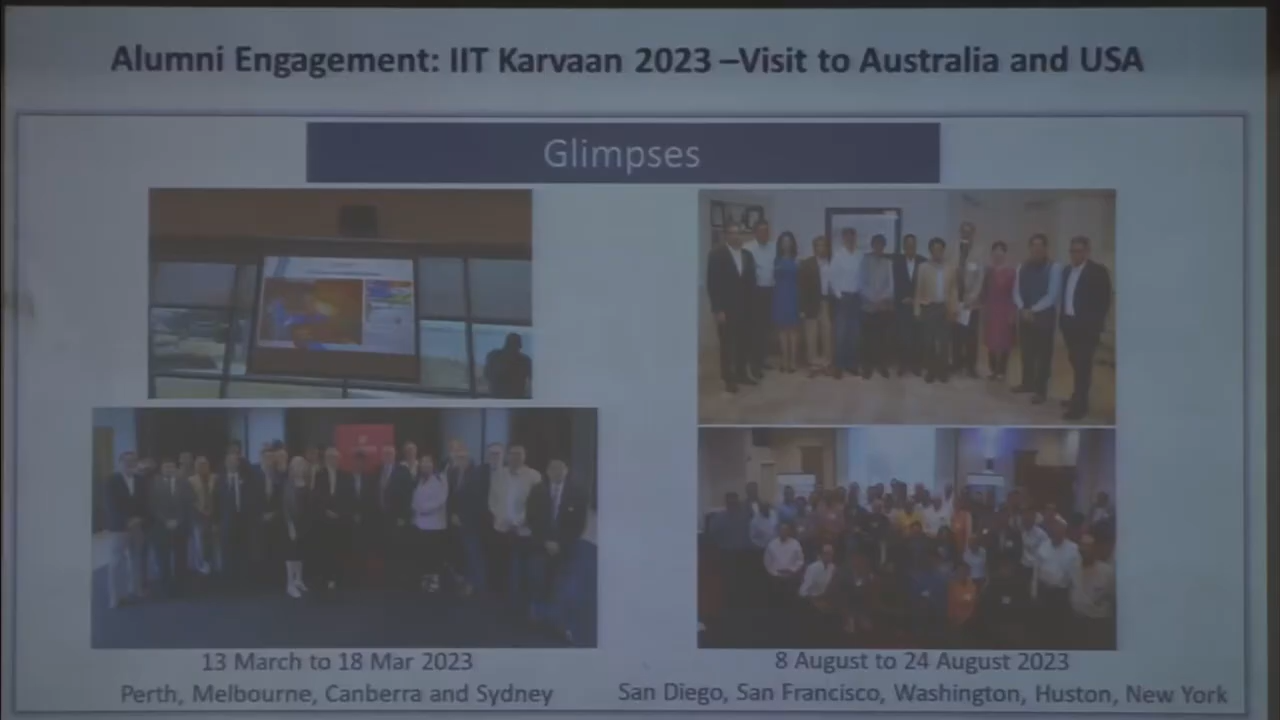 Alumni Engagement: IIT Karvaan 2023 –Visit to Australia and USA
Glimpses
13 March to 18 Mar 2023
Perth, Melbourne, Canberra and Sydney
8 August to 24 August 2023
San Diego, San Francisco, Washington, Huston, New York